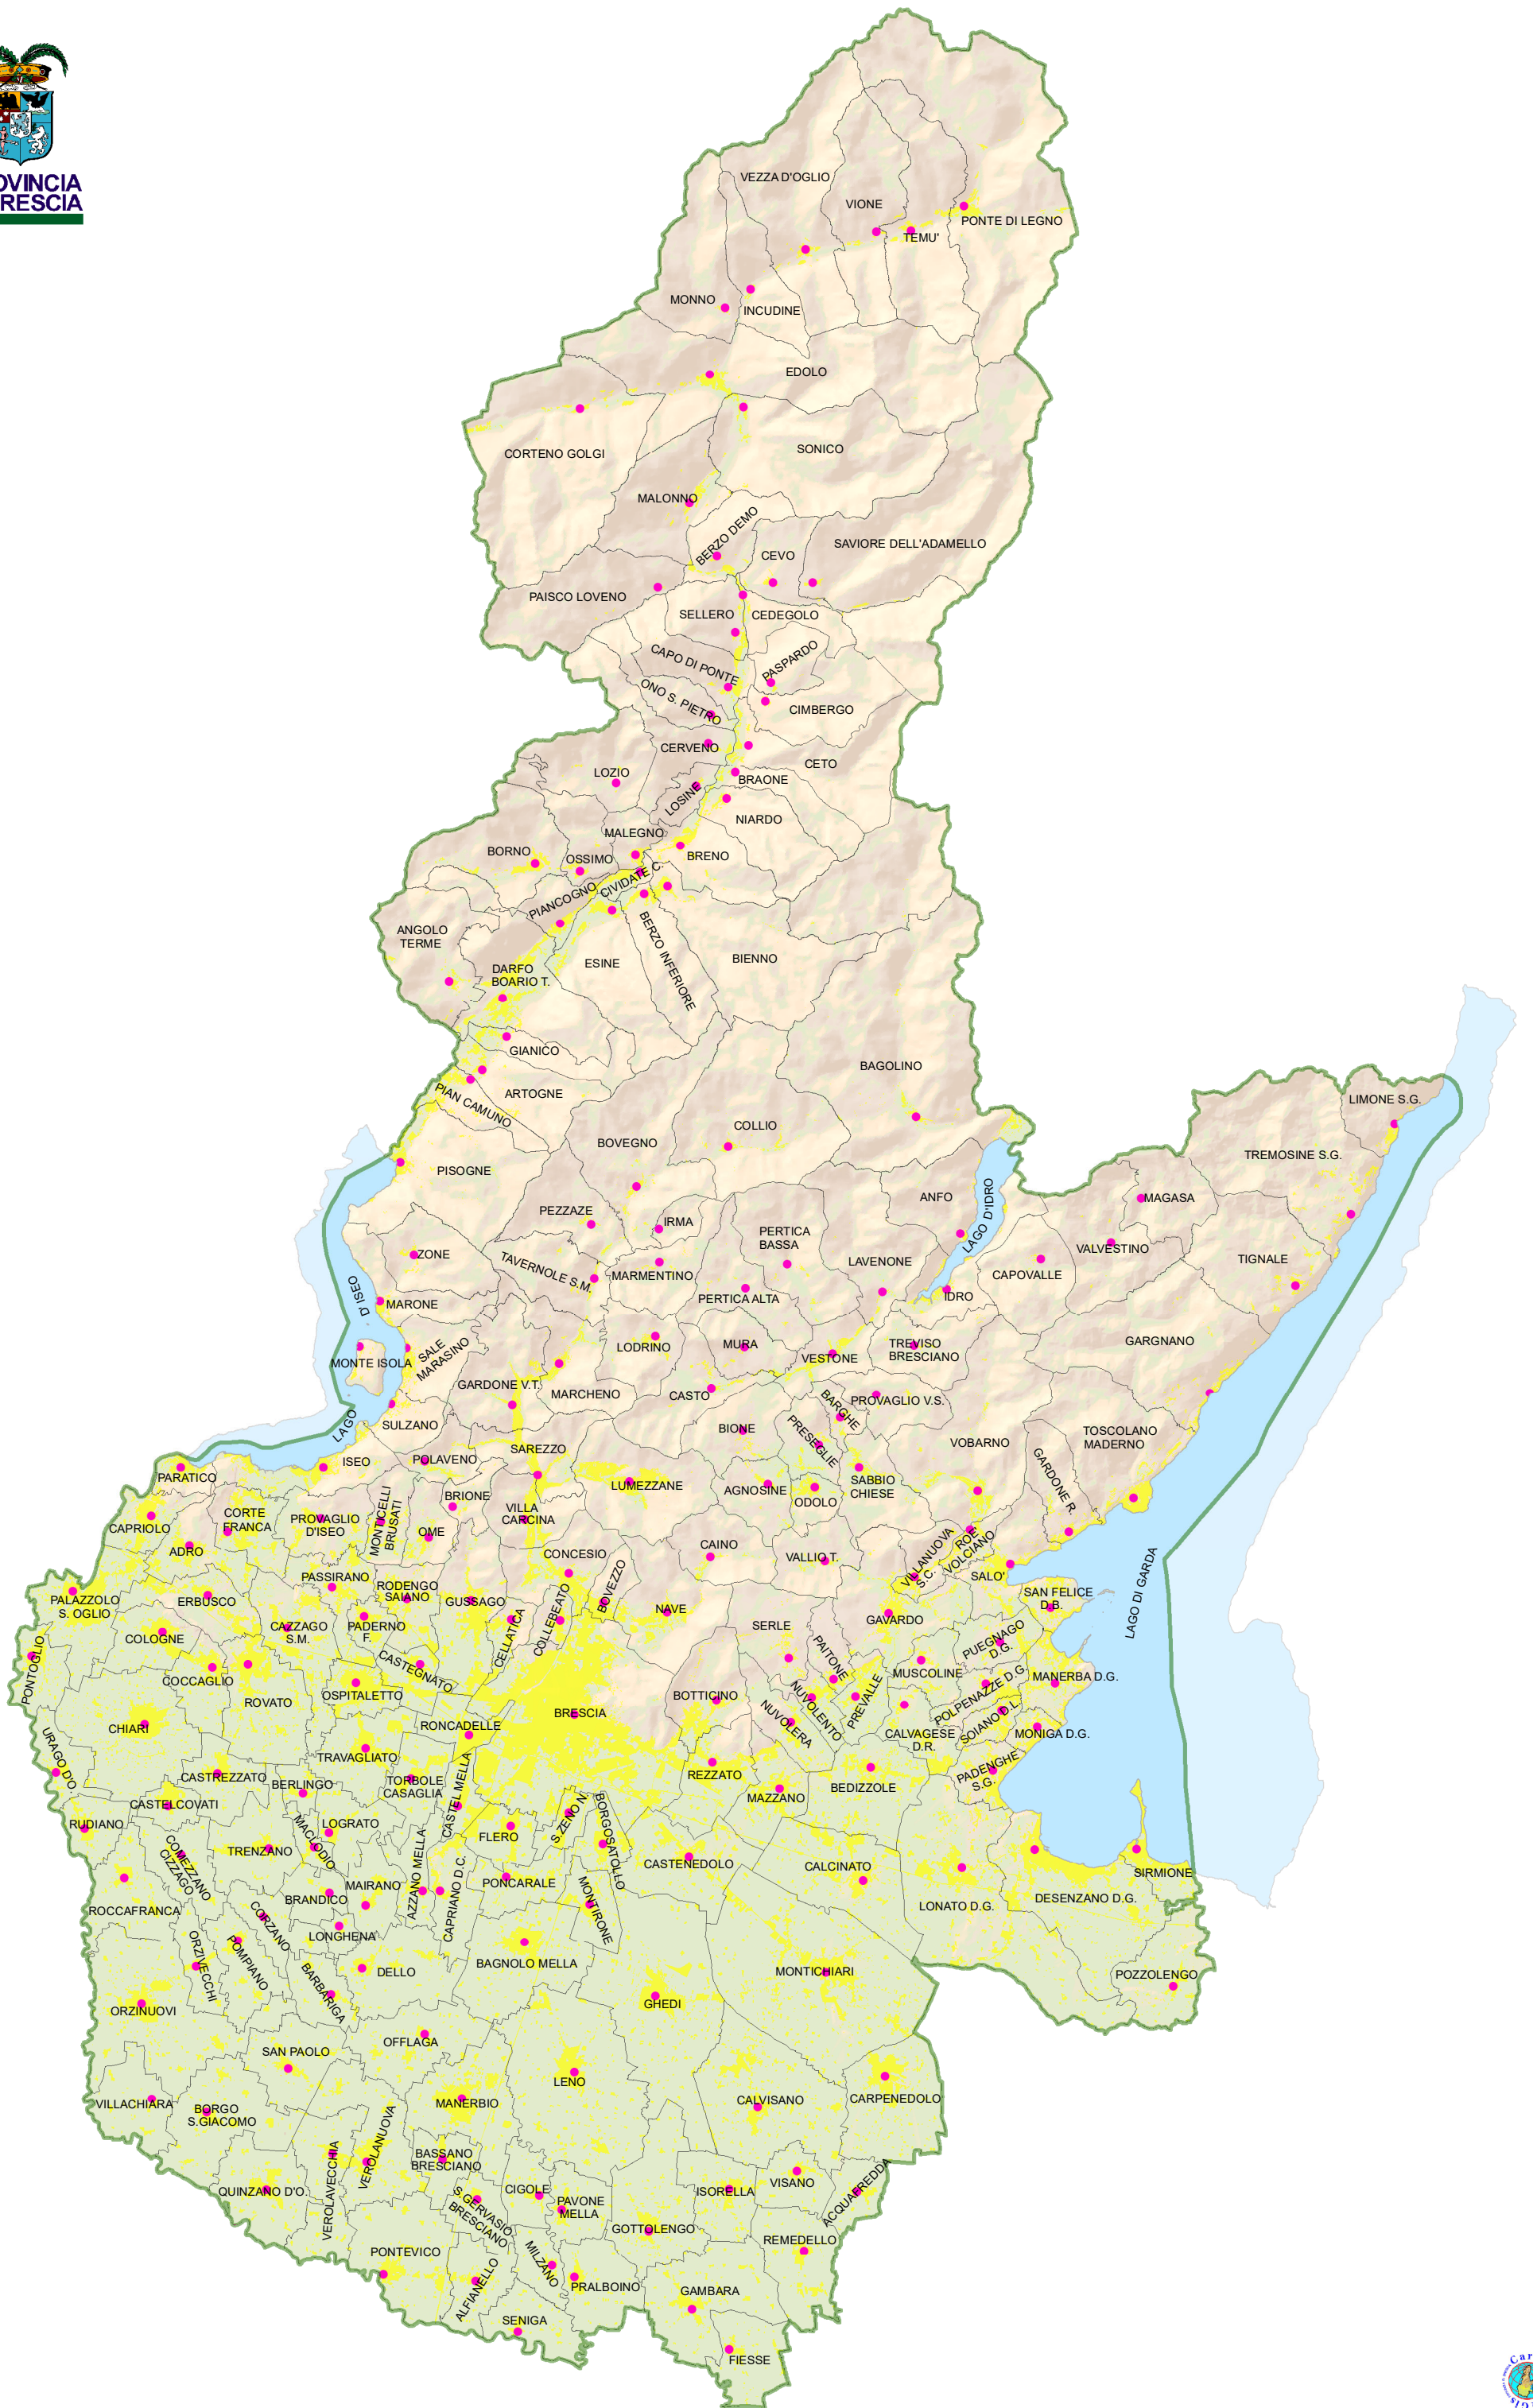 OVINCIA
RESCIA
VEZZA D'OGLIO
VIONE
PONTE DI LEGNO
TEMU'
MONNO
INCUDINE
EDOLO
CORTENO GOLGI
SONICO
MALONNO
BERZO DEMO
CEVO
SAVIORE DELL'ADAMELLO
PAISCO LOVENO
SELLERO
CEDEGOLO
CAPO DI PONTE
PASPARDO
ONO S. PIETRO
CIMBERGO
CERVENO
CETO
LOZIO
BRAONE
LOSINE
NIARDO
MALEGNO
BORNO
OSSIMO
BRENO
CIVIDATE C.
PIANCOGNO
ANGOLO
TERME
BERZO INFERIORE
BIENNO
ESINE
DARFO
BOARIO T.
GIANICO
BAGOLINO
ARTOGNE
PIAN CAMUNO
LIMONE S.G.
COLLIO
BOVEGNO
TREMOSINE S.G.
PISOGNE
ANFO
LAGO D'IDRO
MAGASA
PEZZAZE
IRMA
PERTICA
BASSA
VALVESTINO
ZONE
TAVERNOLE S.M.
MARMENTINO
LAVENONE
CAPOVALLE
TIGNALE
PERTICA ALTA
IDRO
D'ISEO
MARONE
GARGNANO
LODRINO
MURA
TREVISO
BRESCIANO
VESTONE
SALE
MARASINO
MONTE ISOLA
GARDONE V.T.
MARCHENO
CASTO
BARGHE
PROVAGLIO V.S.
LAGO
SULZANO
BIONE
PRESEGLIE
VOBARNO
TOSCOLANO
MADERNO
GARDONE R.
SAREZZO
ISEO
POLAVENO
PARATICO
LUMEZZANE
AGNOSINE
ODOLO
SABBIO
CHIESE
BRIONE
VILLA
CARCINA
MONTICELLI
BRUSATI
CORTE
FRANCA
PROVAGLIO
D'ISEO
CAPRIOLO
OME
ADRO
CONCESIO
CAINO
VALLIO T.
VILLANUOVA
S.C.
ROE'
VOLCIANO
SALO'
LAGO DI GARDA
PASSIRANO
RODENGO
SAIANO
GUSSAGO
BOVEZZO
SAN FELICE
D.B.
PALAZZOLO
S. OGLIO
ERBUSCO
NAVE
COLLEBEATO
CELLATICA
GAVARDO
SERLE
CAZZAGO
S.M.
PADERNO
F.
COLOGNE
PAITONE
PUEGNAGO
D.G.
PONTOGLIO
COCCAGLIO
ROVATO
CASTEGNATO
MUSCOLINE
MANERBA D.G.
OSPITALETTO
BOTTICINO
NUVOLENTO
PREVALLE
POLPENAZZE D.G.
CHIARI
BRESCIA
NUVOLERA
SOIANO D.L.
MONIGA D.G.
RONCADELLE
CALVAGESE
D.R.
URAGO D'O.
TRAVAGLIATO
CASTREZZATO
BERLINGO
TORBOLE
CASAGLIA
REZZATO
BEDIZZOLE
PADENGHE
S.G.
CASTEL MELLA
MAZZANO
CASTELCOVATI
RUDIANO
LOGRATO
MACLODIO
FLERO
S.ZENO N.
BORGOSATOLLO
TRENZANO
COMEZZANO
CIZZAGO
CASTENEDOLO
CALCINATO
SIRMIONE
MAIRANO
AZZANO MELLA
PONCARALE
BRANDICO
CAPRIANO D.C.
MONTIRONE
DESENZANO D.G.
LONATO D.G.
ROCCAFRANCA
CORZANO
LONGHENA
ORZIVECCHI
POMPIANO
DELLO
BAGNOLO MELLA
MONTICHIARI
POZZOLENGO
BARBARIGA
ORZINUOVI
GHEDI
OFFLAGA
SAN PAOLO
LENO
VILLACHIARA
BORGO
S.GIACOMO
MANERBIO
CALVISANO
CARPENEDOLO
VEROLANUOVA
VEROLAVECCHIA
BASSANO
BRESCIANO
QUINZANO D'O.
CIGOLE
PAVONE
MELLA
S.GERVASIO
BRESCIANO
ISORELLA
VISANO
ACQUAFREDDA
GOTTOLENGO
REMEDELLO
PONTEVICO
MILZANO
ALFIANELLO
PRALBOINO
GAMBARA
SENIGA
FIESSE